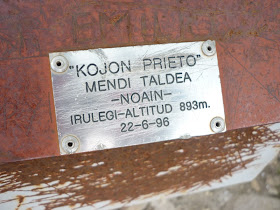 "KOJON PRIETO"
MENDI TALDEA
-NOAIN-
IRULEGI-ALTITUD 893m.
22-6-96